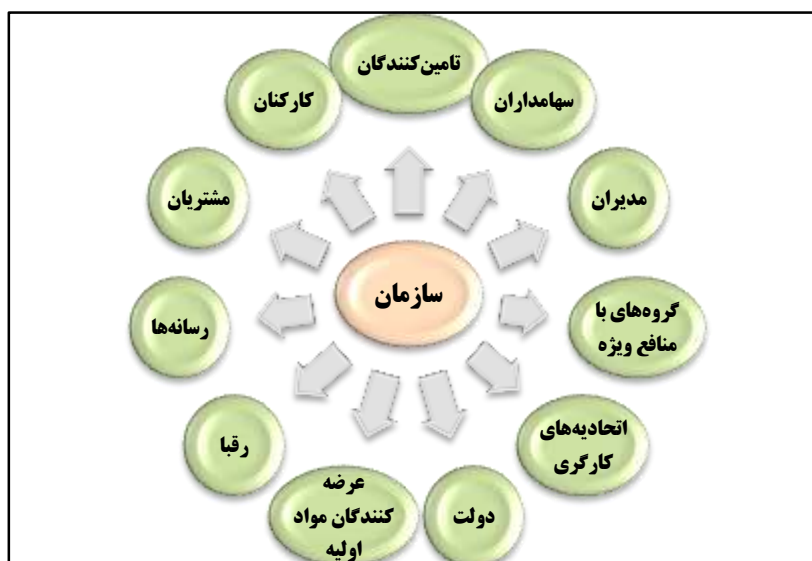 تامین‌کنندگان
سهامداران
مدیران
گروه‌های با
منافع ویژه
اتحادیه‌های
کارگری
دولت
عرضه
کنندگان مواد
اولیه
رقبا
رسانه‌ها
مشتریان
کارکنان
سازمان